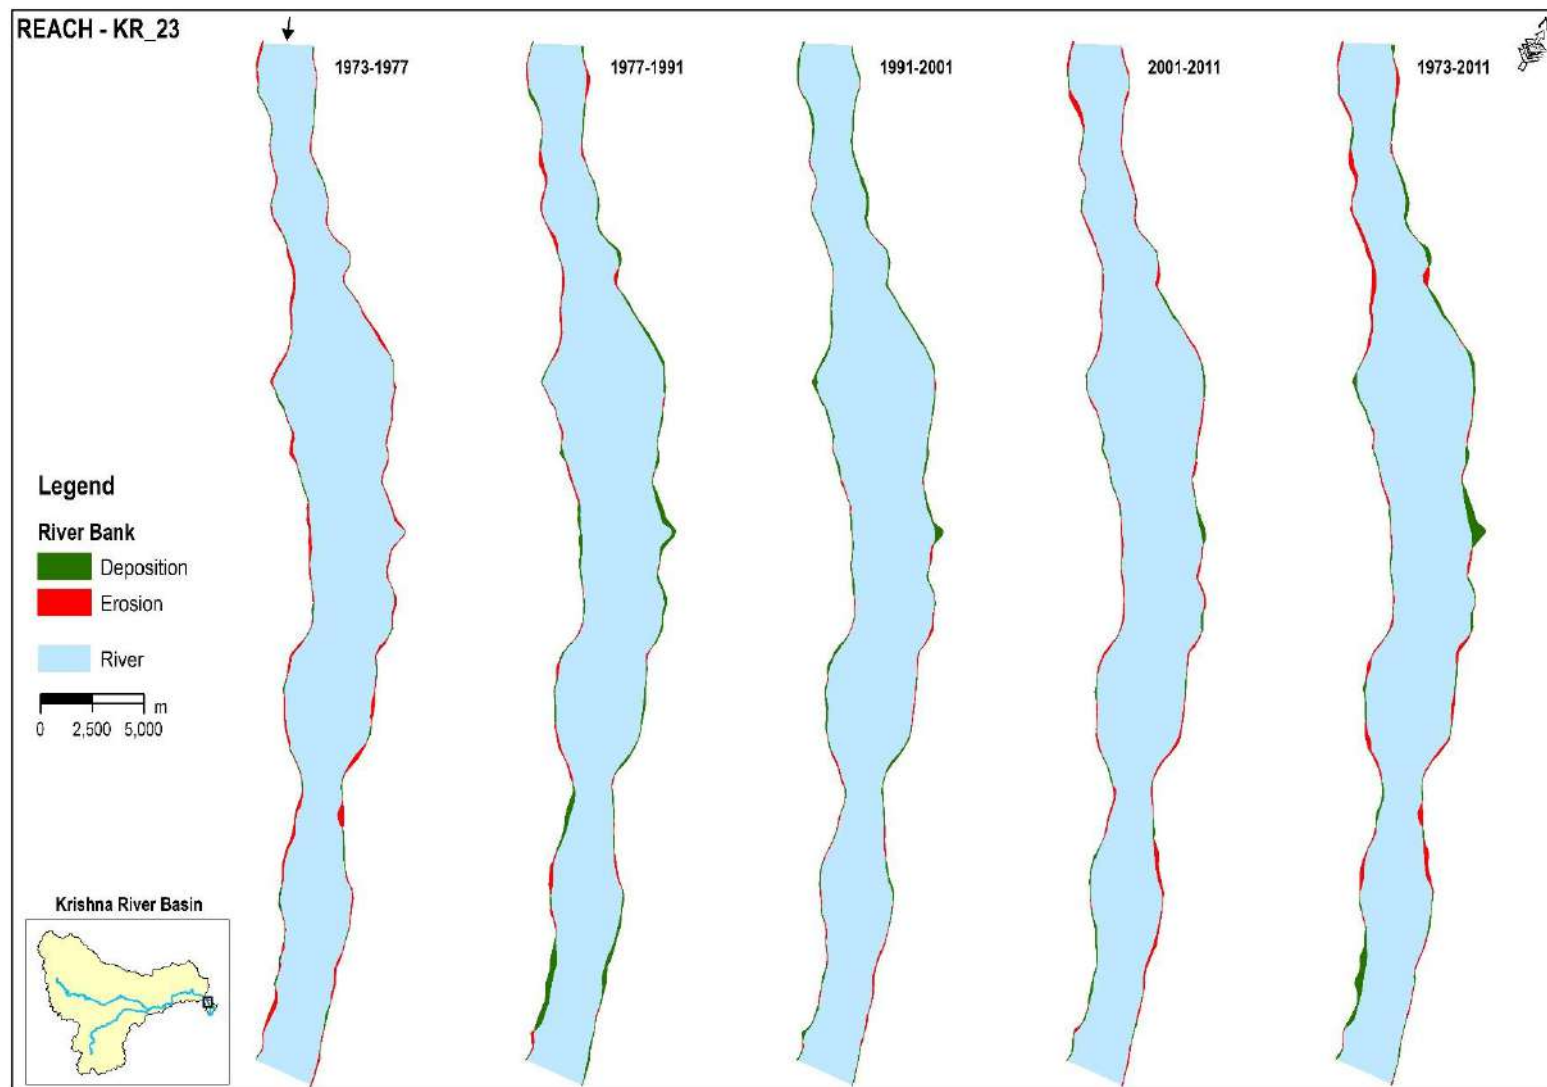 REACH - KR_23
1973-1977
1977-1991
1991-2001
2001-2011
1973-2011
Legend
River Bank
Deposition
Erosion
River
m
0 2,500 5,000
Krishna River Basin